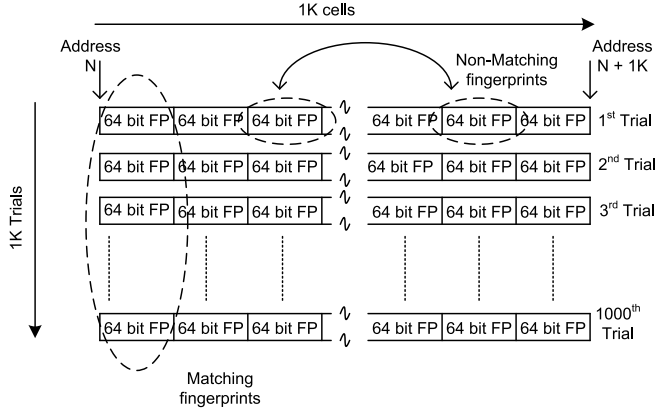 1K cells
Address
N
Address
N + 1K
Non-Matching
fingerprints
64 bit FP 64 bit FP 64 bit FP 64 bit FP 64 bit FP 64 bit FP 1st Trial
64 bit FP 64 bit FP 64 bit FP 64 bit FP 64 bit FP 64 bit FP 2nd Trial
64 bit FP 64 bit FP 64 bit FP 64 bit FP 64 bit FP 64 bit FP 3rd Trial
1K Trials
64 bit FP 64 bit FP 64 bit FP 64 bit FP 64 bit FP 64 bit FP 1000th
Trial
Matching
fingerprints